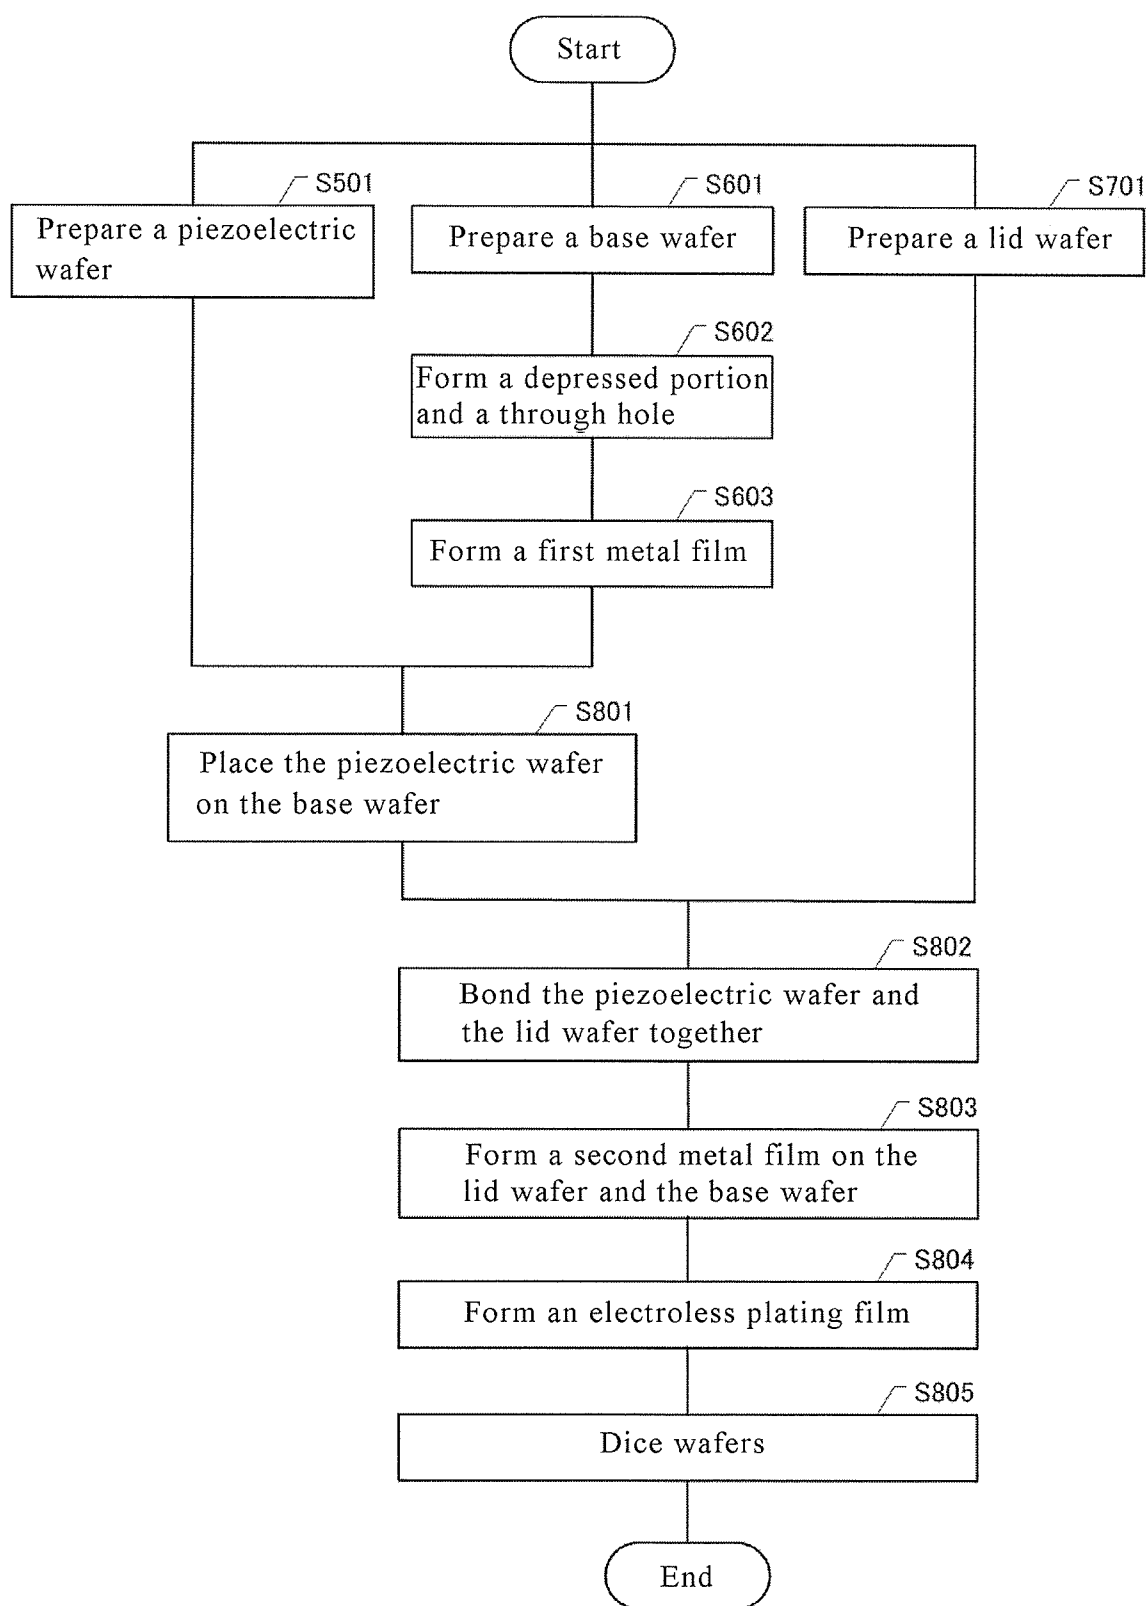 Start
S501
Prepare a piezoelectric
wafer
S601
Prepare a base wafer
S701
Prepare a lid wafer
S602
Form a depressed portion
and a through hole
S603
Form a first metal film
S801
Place the piezoelectric wafer
on the base wafer
S802
Bond the piezoelectric wafer and
the lid wafer together
S803
Form a second metal film on the
lid wafer and the base wafer
S804
Form an electroless plating film
S805
Dice wafers
End